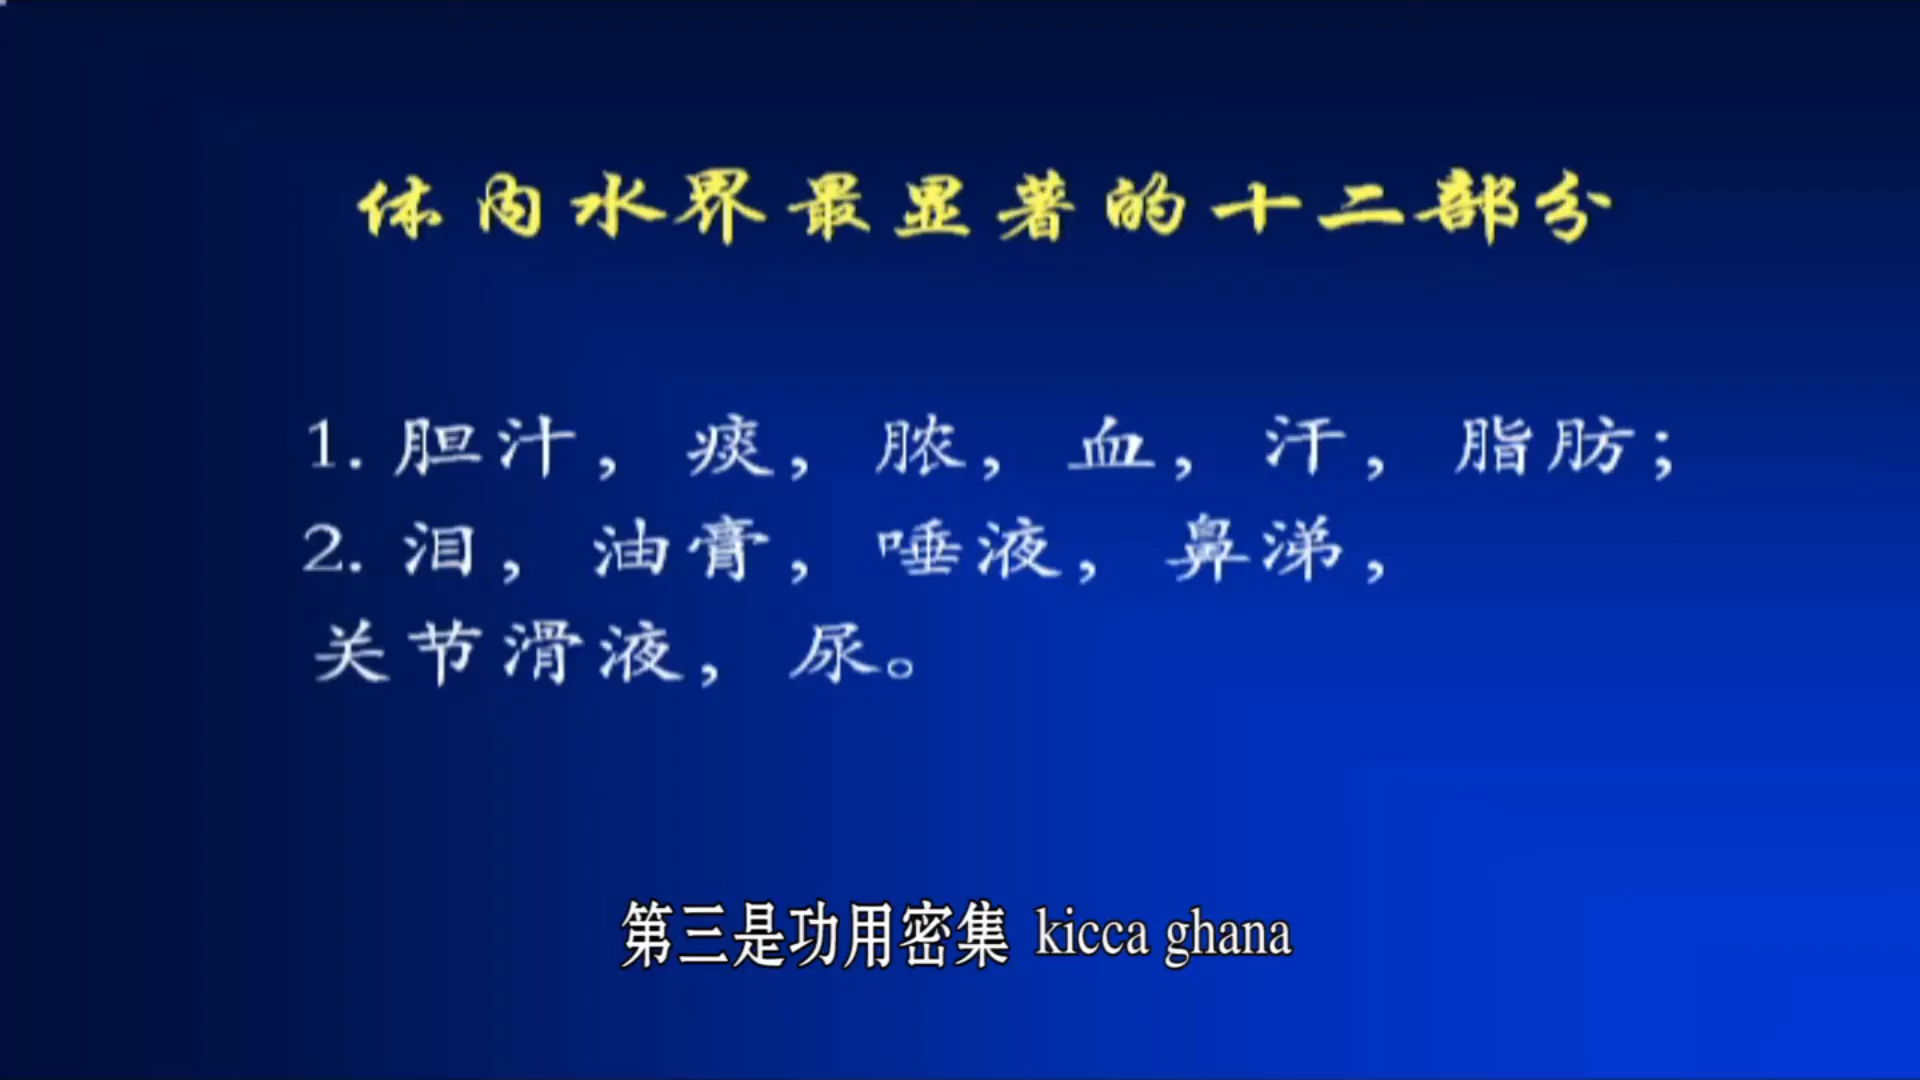 体内水界最显著的十二部分
1. 胆汁，痰，脓，血，汗，脂肪；
2. 泪，油膏，唾液，鼻涕，
关节滑液，尿。
第三是功用密集 kicca ghana